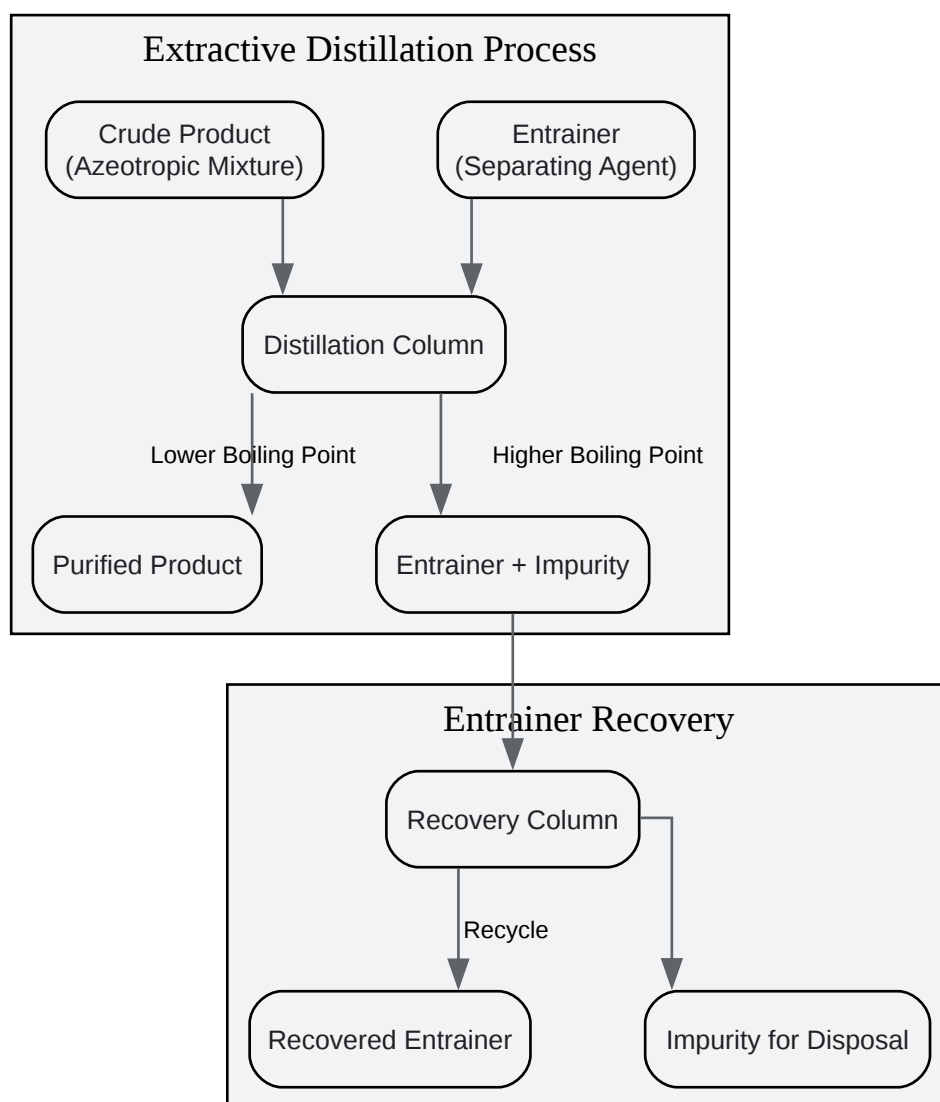 Extractive Distillation Process
Crude Product
(Azeotropic Mixture)
Entrainer
(Separating Agent)
Distillation Column
Lower Boiling Point
Higher Boiling Point
Purified Product
Entrainer + Impurity
Entrainer Recovery
Recovery Column
Recycle
Recovered Entrainer
Impurity for Disposal